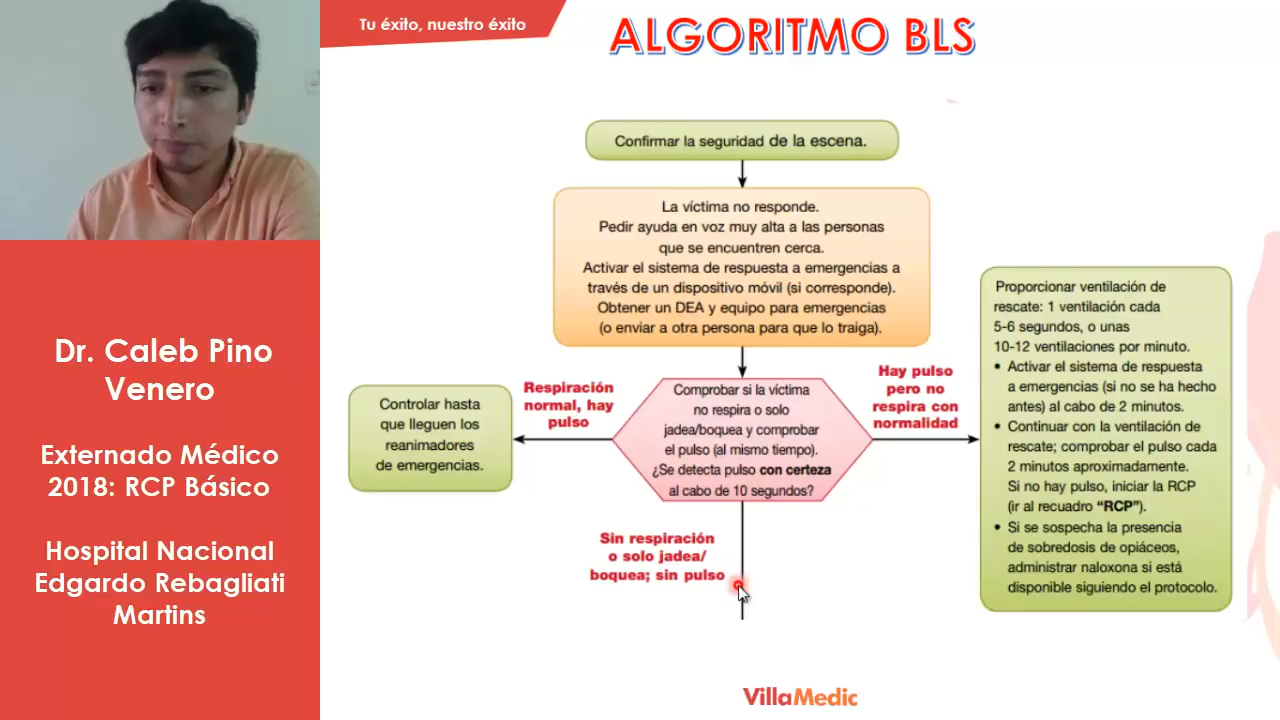 Tu éxito, nuestro éxito
ALGORITMO BLS
Confirmar la seguridad de la escena.
La víctima no responde.
Pedir ayuda en voz muy alta a las personas
que se encuentren cerca.
Activar el sistema de respuesta a emergencias a
través de un dispositivo móvil (si corresponde).
Obtener un DEA y equipo para emergencias
(o enviar a otra persona para que lo traiga).
Comprobar si la víctima
no respira o solo
jadea/boquea y comprobar
el pulso (al mismo tiempo).
¿Se detecta pulso con certeza
al cabo de 10 segundos?
Respiración
normal, hay
pulso
Controlar hasta
que lleguen los
reanimadores
de emergencias.
Hay pulso
pero no
respira con
normalidad
Proporcionar ventilación de
rescate: 1 ventilación cada
5-6 segundos, o unas
10-12 ventilaciones por minuto.
• Activar el sistema de respuesta
a emergencias (si no se ha hecho
antes) al cabo de 2 minutos.
• Continuar con la ventilación de
rescate; comprobar el pulso cada
2 minutos aproximadamente.
Si no hay pulso, iniciar la RCP
(ir al recuadro “RCP”).
• Si se sospecha la presencia
de sobredosis de opiáceos,
administrar naloxona si está
disponible siguiendo el protocolo.
Sin respiración
o solo jadea/
boquea; sin pulso
Dr. Caleb Pino
Venero
Externado Médico
2018: RCP Básico
Hospital Nacional
Edgardo Rebagliati
Martins
VillaMedic